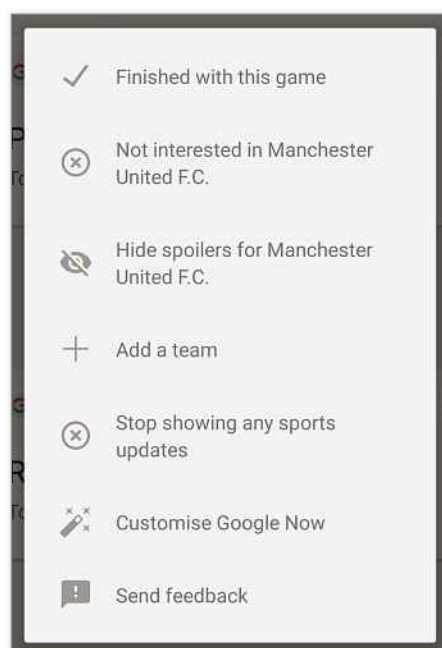 Finished with this game
Not interested in Manchester
United F.C.
Hide spoilers for Manchester
United F.C.
Add a team
Stop showing any sports
updates
Customise Google Now
Send feedback